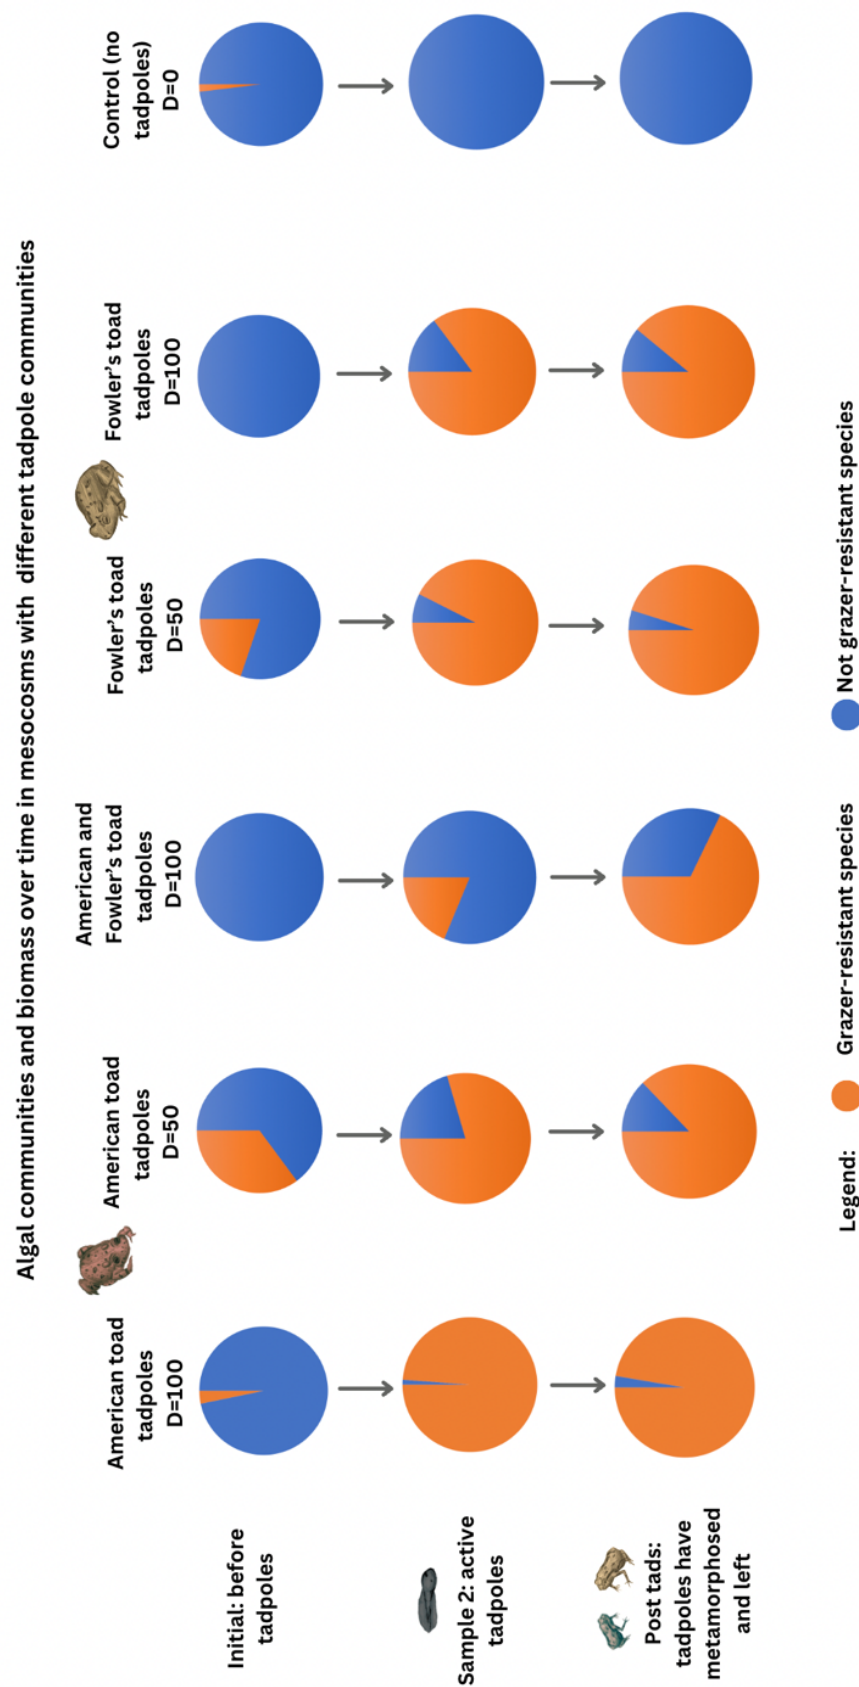 Algal communities and biomass over time in mesocosms with different tadpole communities
American toad
tadpoles
D=100
American toad
tadpoles
D=50
American and
Fowler's toad
tadpoles
D=100
Fowler's toad
tadpoles
D=50
Fowler's toad
tadpoles
D=100
Control (no
tadpoles)
D=0
Initial: before
tadpoles
Sample 2: active
tadpoles
Post tads:
tadpoles have
metamorphosed
and left
Legend:
Grazer-resistant species
Not grazer-resistant species